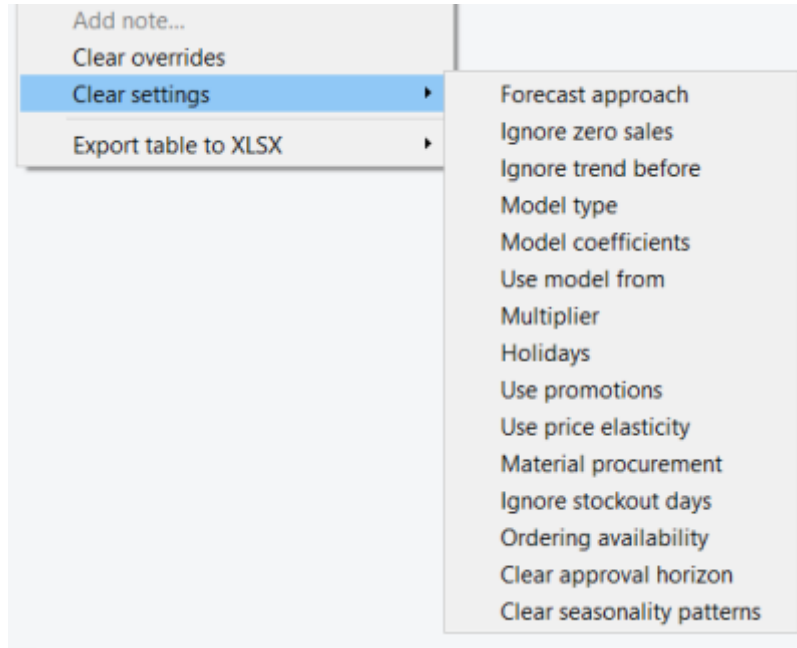 Add note...
Clear overrides
Clear settings
Export table to XLSX
Forecast approach
Ignore zero sales
Ignore trend before
Model type
Model coefficients
Use model from
Multiplier
Holidays
Use promotions
Use price elasticity
Material procurement
Ignore stockout days
Ordering availability
Clear approval horizon
Clear seasonality patterns